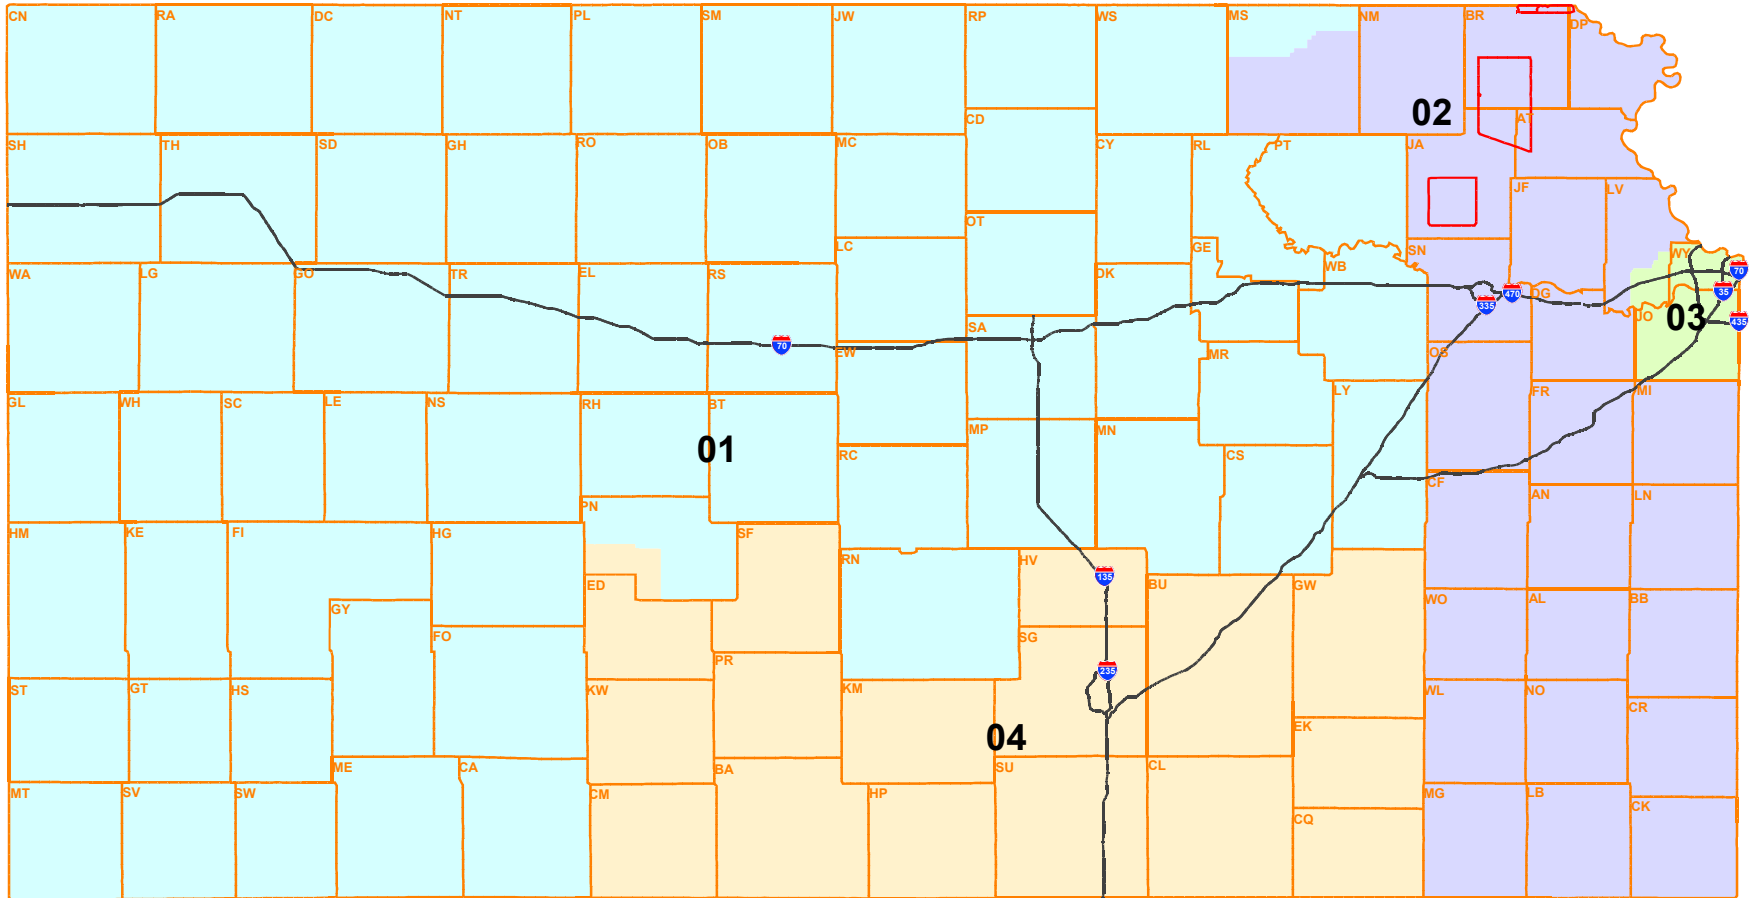 CN RA DC NT PL SM JW RP WS MS NM BR DP
02
CD AT
SH TH SD GH RO OB MC CY RL PT JA
JF LV
OT
LC GE SN WY
WA LG GO TR EL RS DK WB 70
470 DG 35
335 JO 03 435
SA
70 EW MR OS
GL WH SC LE NS RH BT LY FR MI
01 MP MN
RC CS
CF
PN AN LN
HM KE FI HG SF
RN HV
135
ED BU GW
WO AL BB
GY
FO SG
PR 235
ST GT HS KW KM WL NO
CR
EK
04
ME CA BA SU CL
MT SV SW CM HP MG LB
CK
CQ